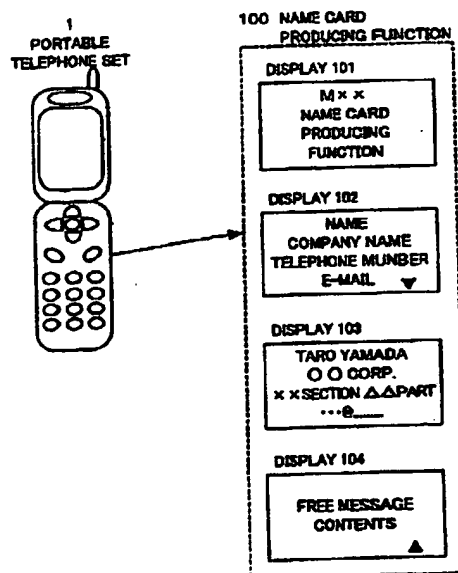 1
PORTABLE
TELEPHONE SET
100 NAME CARD
PRODUCING FUNCTION
DISPLAY 101
M××
NAME CARD
PRODUCING
FUNCTION
DISPLAY 102
NAME
COMPANY NAME
TELEPHONE MUNBER
E-MAIL ▼
DISPLAY 103
TARO YAMADA
○○ CORP.
××SECTION △△PART
…@___
DISPLAY 104
FREE MESSAGE
CONTENTS
▲